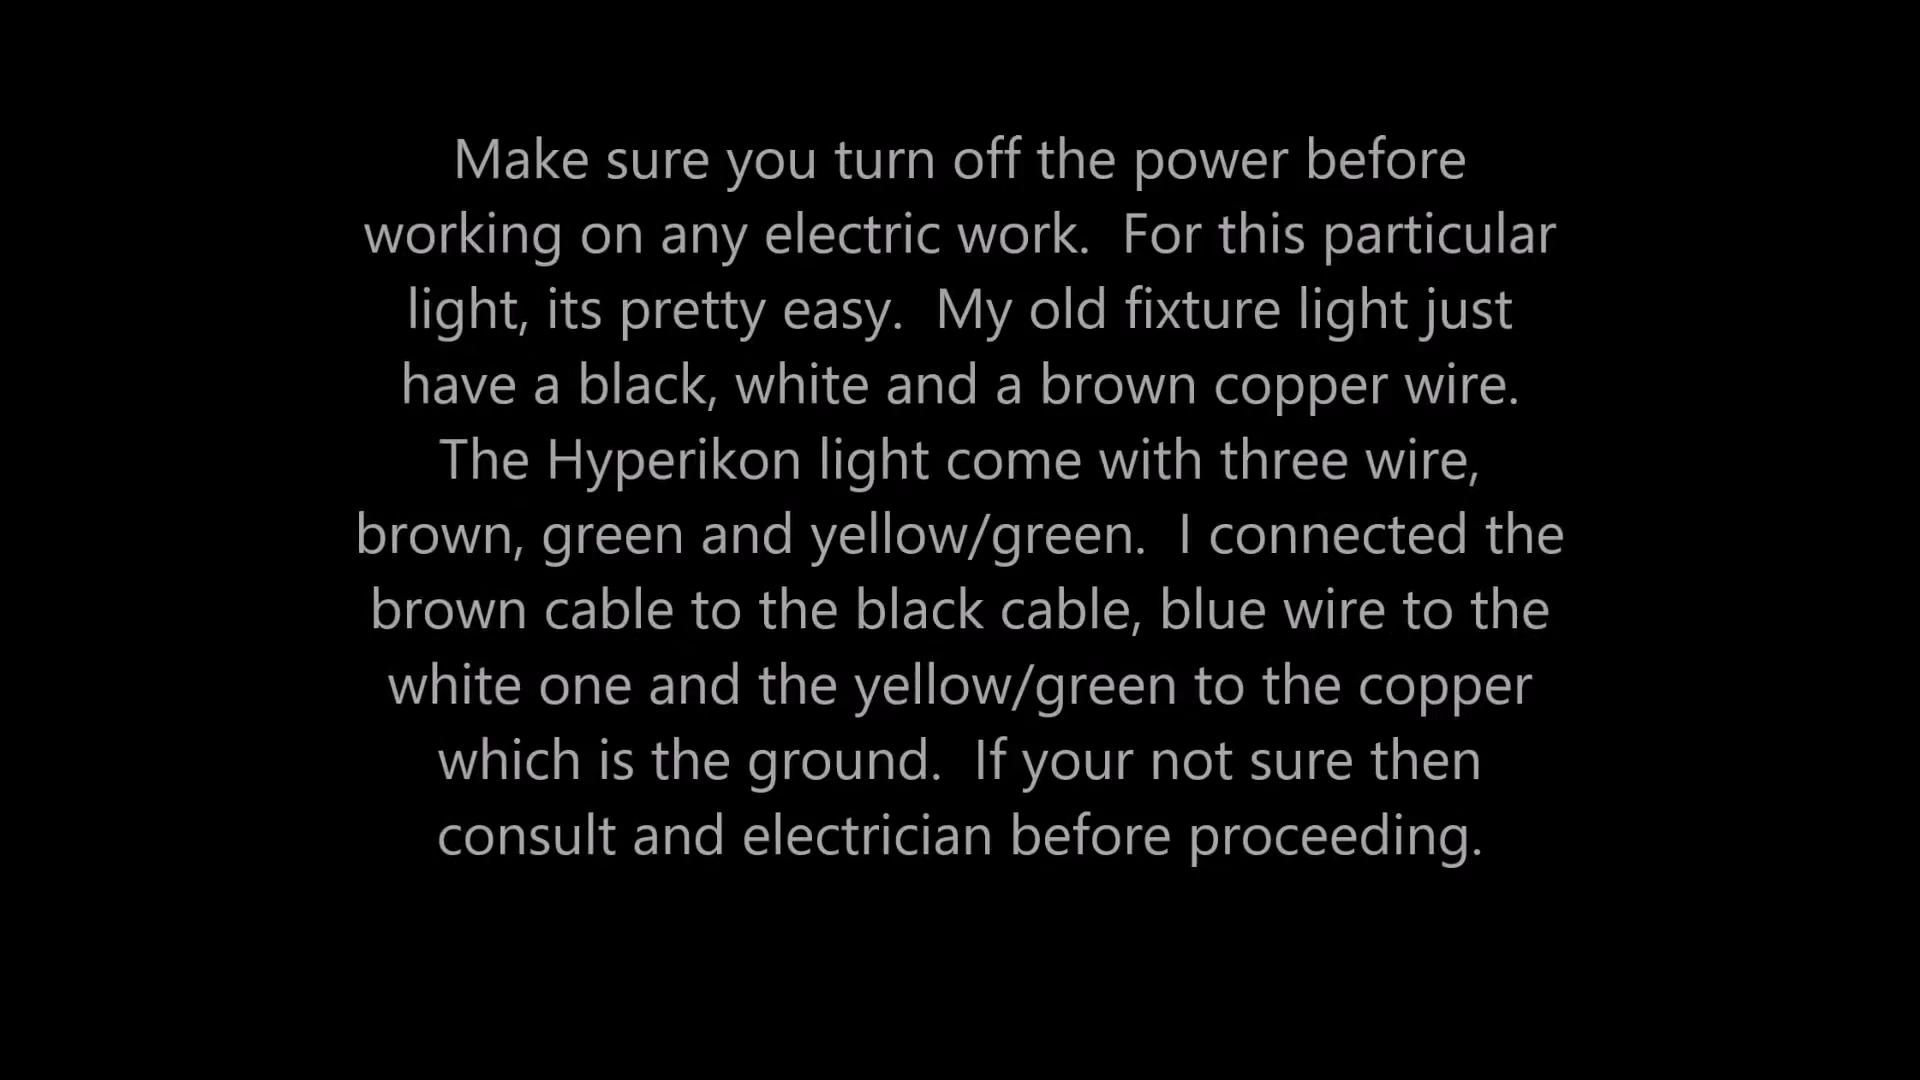 Make sure you turn off the power before
working on any electric work.  For this particular
light, its pretty easy.  My old fixture light just
have a black, white and a brown copper wire.
The Hyperikon light come with three wire,
brown, green and yellow/green.  I connected the
brown cable to the black cable, blue wire to the
white one and the yellow/green to the copper
which is the ground.  If your not sure then
consult and electrician before proceeding.